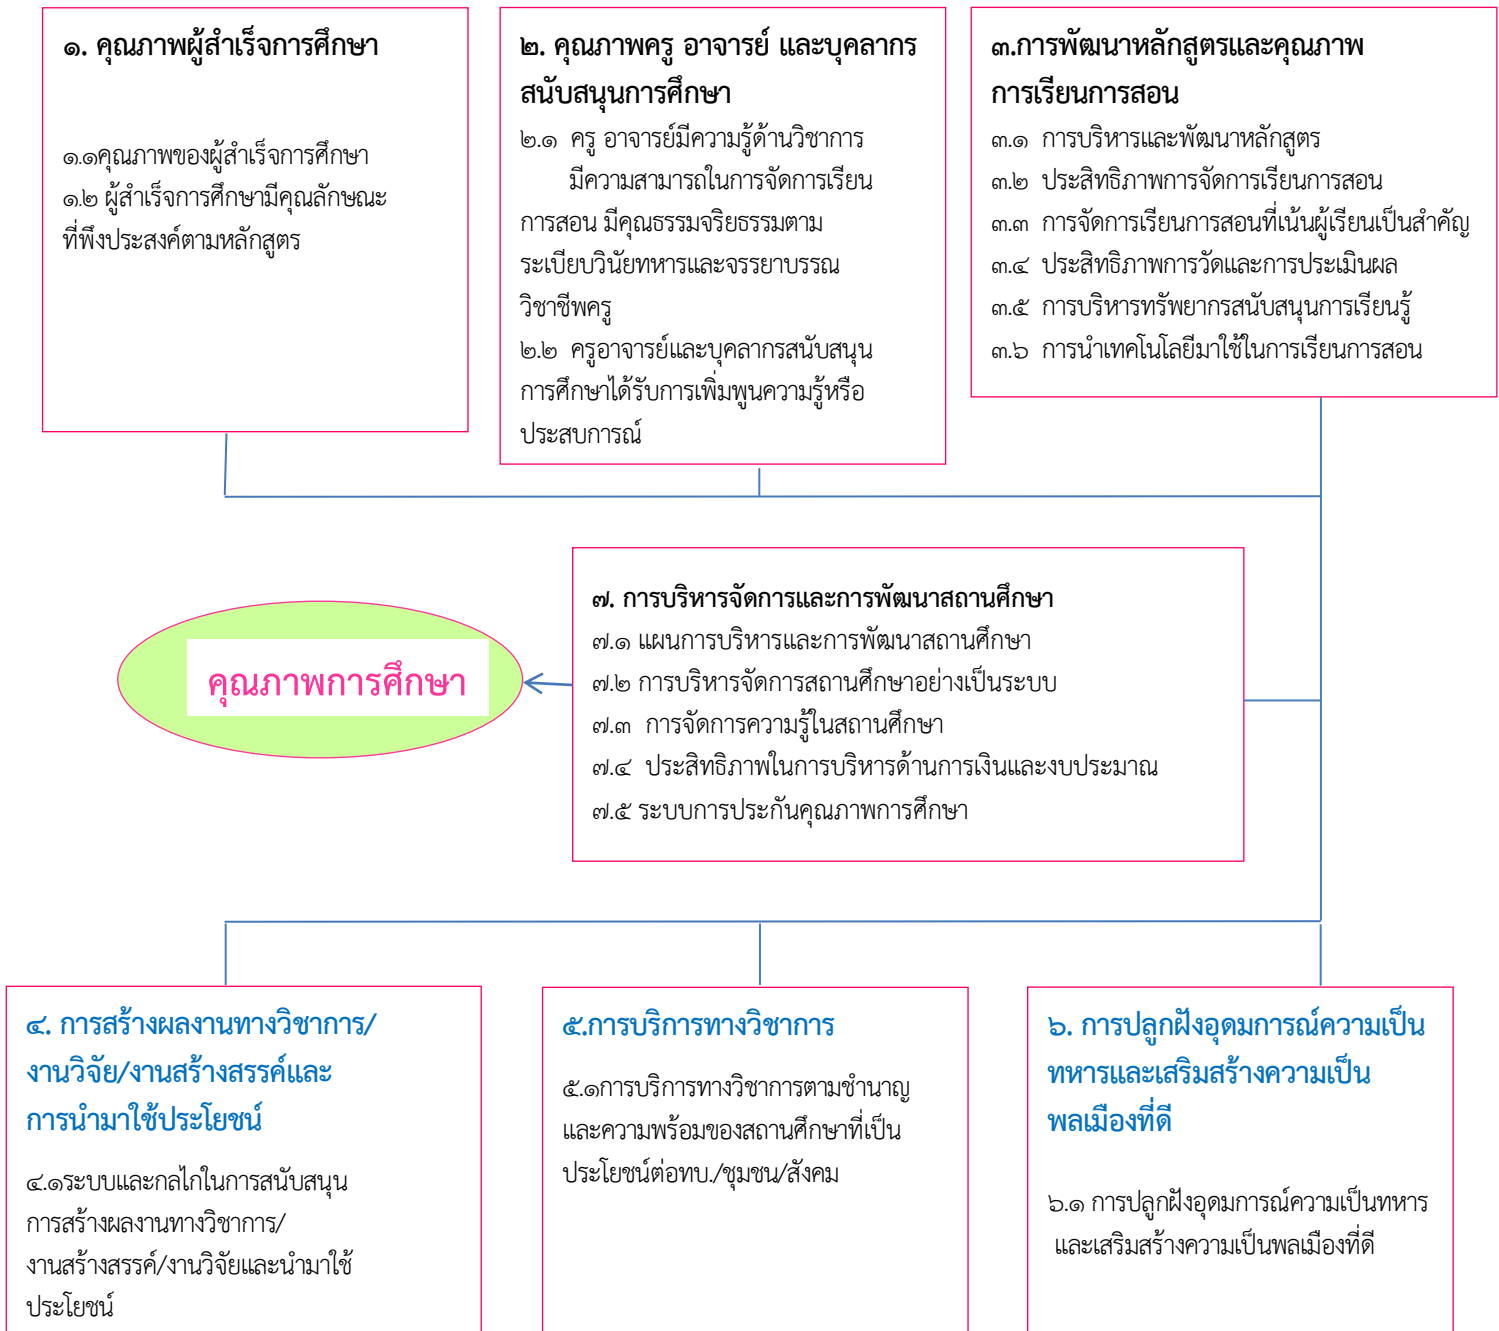 ๑. คุณภาพผู้สำเร็จการศึกษา
๑.๑คุณภาพของผู้สำเร็จการศึกษา
๑.๒ ผู้สำเร็จการศึกษามีคุณลักษณะ
ที่พึงประสงค์ตามหลักสูตร
๒. คุณภาพครู อาจารย์ และบุคลากร
สนับสนุนการศึกษา
๒.๑ ครู อาจารย์มีความรู้ด้านวิชาการ
มีความสามารถในการจัดการเรียน
การสอน มีคุณธรรมจริยธรรมตาม
ระเบียบวินัยทหารและจรรยาบรรณ
วิชาชีพครู
๒.๒ ครูอาจารย์และบุคลากรสนับสนุน
การศึกษาได้รับการเพิ่มพูนความรู้หรือ
ประสบการณ์
๓.การพัฒนาหลักสูตรและคุณภาพ
การเรียนการสอน
๓.๑ การบริหารและพัฒนาหลักสูตร
๓.๒ ประสิทธิภาพการจัดการเรียนการสอน
๓.๓ การจัดการเรียนการสอนที่เน้นผู้เรียนเป็นสำคัญ
๓.๔ ประสิทธิภาพการวัดและการประเมินผล
๓.๕ การบริหารทรัพยากรสนับสนุนการเรียนรู้
๓.๖ การนำเทคโนโลยีมาใช้ในการเรียนการสอน
คุณภาพการศึกษา
๗. การบริหารจัดการและการพัฒนาสถานศึกษา
๗.๑ แผนการบริหารและการพัฒนาสถานศึกษา
๗.๒ การบริหารจัดการสถานศึกษาอย่างเป็นระบบ
๗.๓ การจัดการความรู้ในสถานศึกษา
๗.๔ ประสิทธิภาพในการบริหารด้านการเงินและงบประมาณ
๗.๕ ระบบการประกันคุณภาพการศึกษา
๔. การสร้างผลงานทางวิชาการ/
งานวิจัย/งานสร้างสรรค์และ
การนำมาใช้ประโยชน์
๔.๑ระบบและกลไกในการสนับสนุน
การสร้างผลงานทางวิชาการ/
งานสร้างสรรค์/งานวิจัยและนำมาใช้
ประโยชน์
๕.การบริการทางวิชาการ
๕.๑การบริการทางวิชาการตามชำนาญ
และความพร้อมของสถานศึกษาที่เป็น
ประโยชน์ต่อทบ./ชุมชน/สังคม
๖. การปลูกฝังอุดมการณ์ความเป็น
ทหารและเสริมสร้างความเป็น
พลเมืองที่ดี
๖.๑ การปลูกฝังอุดมการณ์ความเป็นทหาร
และเสริมสร้างความเป็นพลเมืองที่ดี